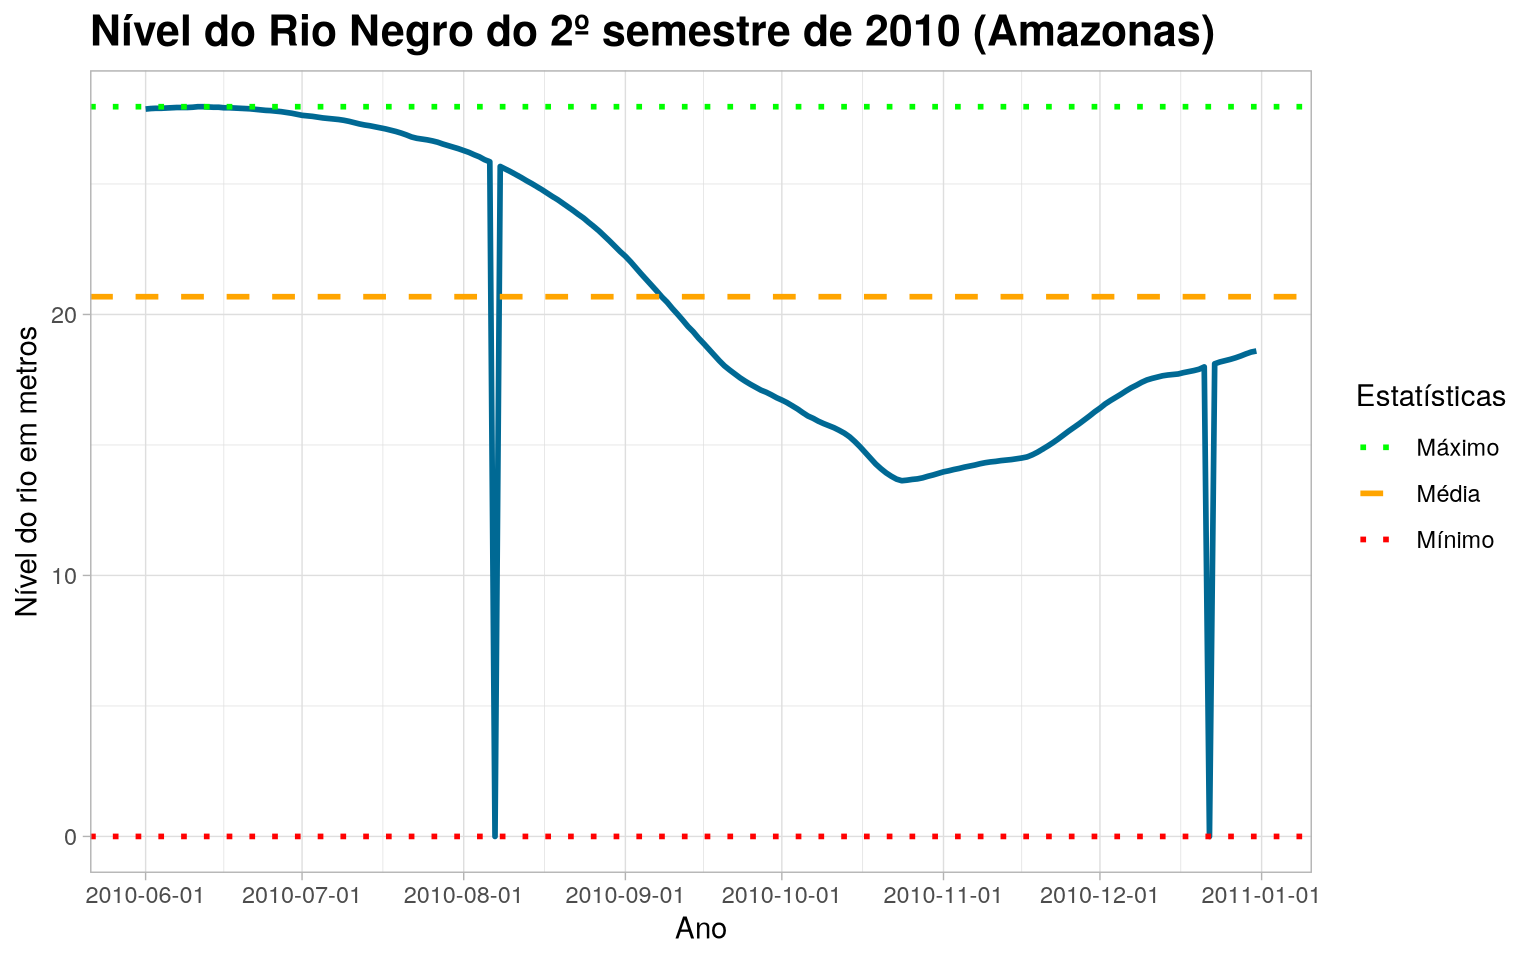 Nível do Rio Negro do 2º semestre de 2010 (Amazonas)
Nível do rio em metros
20
10
0
2010-06-01 2010-07-01 2010-08-01 2010-09-01 2010-10-01 2010-11-01 2010-12-01 2011-01-01
Ano
Estatísticas
Máximo
Média
Mínimo